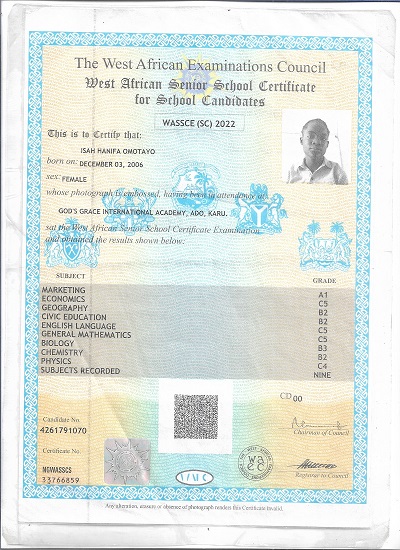 The West African Examinations Council
West African Senior School Certificate
for School Candidates
WASSCE (SC) 2022
This is to Certify that:
ISAH HANIFA OMOTAYO
born on: DECEMBER 03, 2006
sex: FEMALE
whose photograph is embossed, having been in attendance at
GOD'S GRACE INTERNATIONAL ACADEMY, ADO, KARU.
sat the West African Senior School Certificate Examination
and obtained the results shown below:
SUBJECT GRADE
MARKETING A1
ECONOMICS C5
GEOGRAPHY B2
CIVIC EDUCATION B2
ENGLISH LANGUAGE C5
GENERAL MATHEMATICS C5
BIOLOGY B3
CHEMISTRY B2
PHYSICS C4
SUBJECTS RECORDED NINE
CD 00
Candidate No.
4261791070
Chairman of Council
Certificate No.
NGWASSCS
33766859
waec
Registrar to Council
Any alteration, erasure or absence of photograph renders this Certificate invalid.